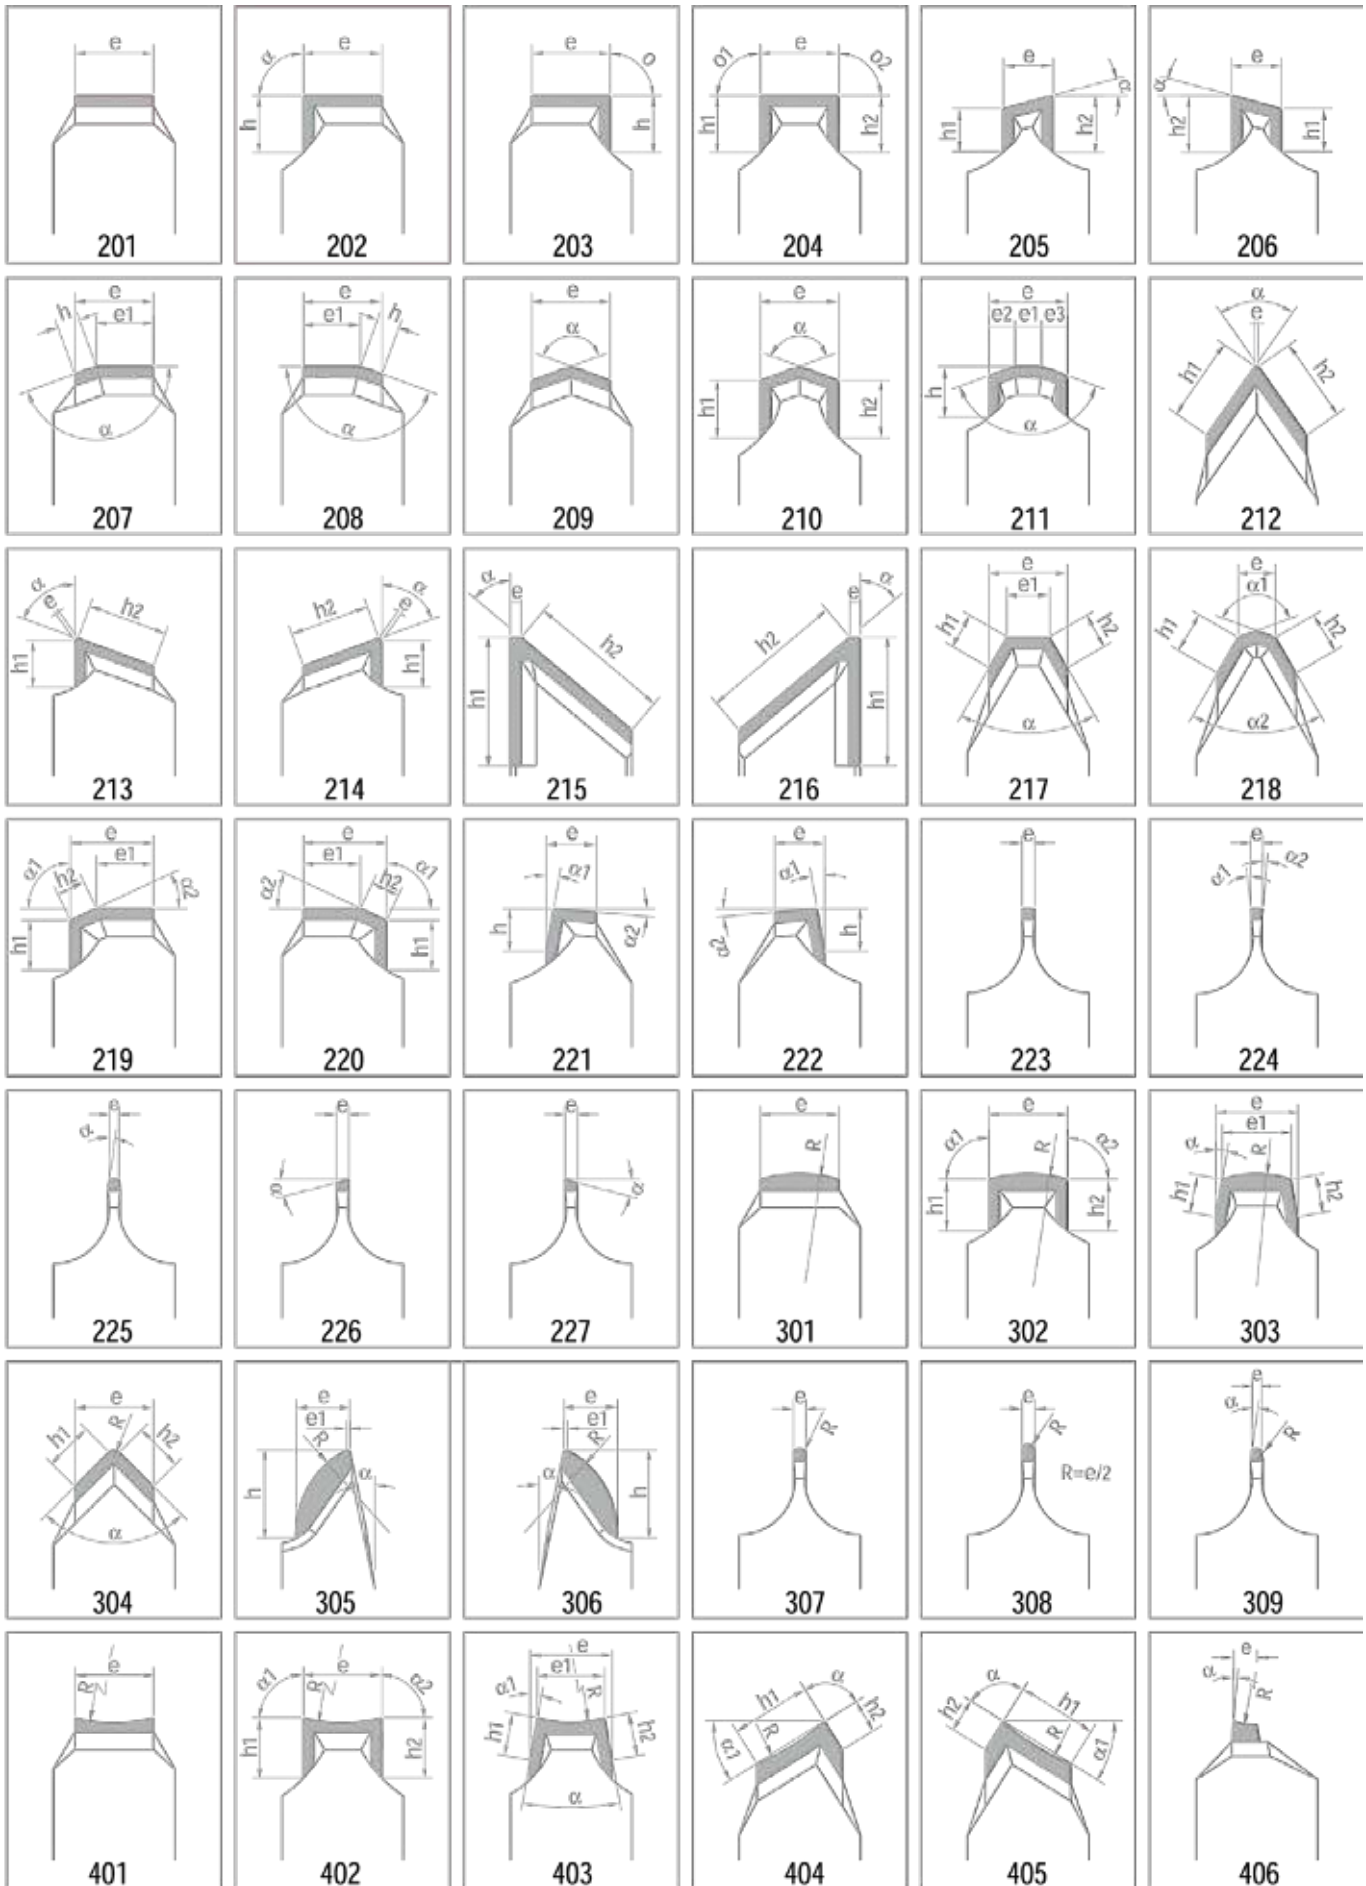 e e e e e e
α α o o1 o2 α α
h h h1 h2 h1 h2 h2 h1
201 202 203 204 205 206
e e e e e α
h e1 e1 h α α e2 e1 e3 e
h1 h2 h h1 h2
α α α
207 208 209 210 211 212
α α α α e e
e h2 h2 e e h2 h2 e e1 α1
h1 h1 h1 h1 h1 h2 h1 h2
α α2
213 214 215 216 217 218
e e e e e e
α1 e1 e1 α1 α1 α1 α1 α2
h2 α2 α2 h2
h1 h1 h α2 α2 h
219 220 221 222 223 224
e e e e e e
α α1 R α2 e1
α α R α R
h1 h2 h1 h2
225 226 227 301 302 303
e e e e e e
h1 R h2 e1 e1 R R α R
R R
h α α h R=e/2
α
304 305 306 307 308 309
e e e α α e
R α1 R α2 α1 e1 R h1 h2 h2 h1 α R
h1 h2 h1 h2 α1 R R α1
α
401 402 403 404 405 406